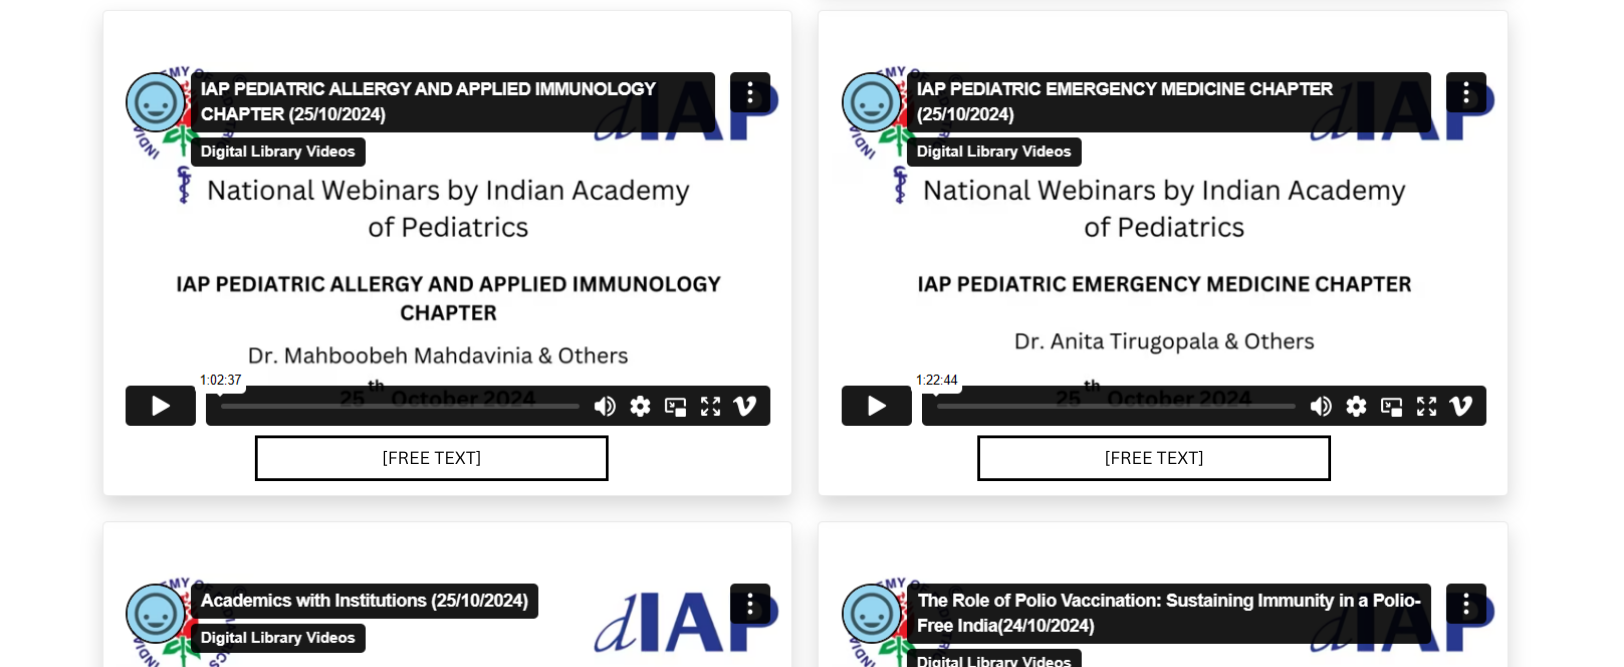 IAP PEDIATRIC ALLERGY AND APPLIED IMMUNOLOGY
CHAPTER (25/10/2024)
Digital Library Videos
dIAP
National Webinars by Indian Academy
of Pediatrics
IAP PEDIATRIC ALLERGY AND APPLIED IMMUNOLOGY
CHAPTER
Dr. Mahboobeh Mahdavinia & Others
1:02:37
25th October 2024
[FREE TEXT]
IAP PEDIATRIC EMERGENCY MEDICINE CHAPTER
(25/10/2024)
Digital Library Videos
dIAP
National Webinars by Indian Academy
of Pediatrics
IAP PEDIATRIC EMERGENCY MEDICINE CHAPTER
Dr. Anita Tirugopala & Others
1:22:44
25th October 2024
[FREE TEXT]
Academics with Institutions (25/10/2024)
Digital Library Videos
dIAP
The Role of Polio Vaccination: Sustaining Immunity in a Polio-
Free India(24/10/2024)
Digital Library Videos
dIAP